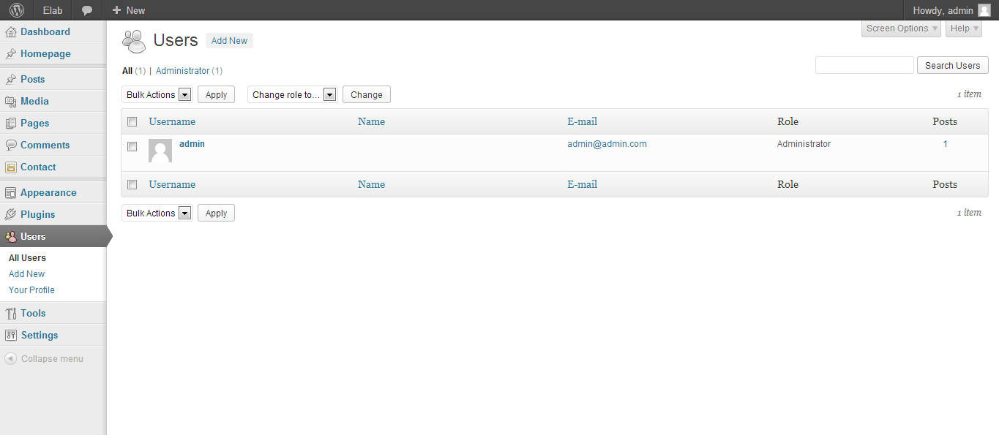 Elab New Howdy, admin
Dashboard
Homepage
Posts
Media
Pages
Comments
Contact
Appearance
Plugins
Users
All Users
Add New
Your Profile
Tools
Settings
Collapse menu
Screen Options Help
Users Add New
All (1) | Administrator (1)
Search Users
Bulk Actions Apply Change role to... Change 1 item
Username Name E-mail Role Posts
admin admin@admin.com Administrator 1
Username Name E-mail Role Posts
Bulk Actions Apply 1 item